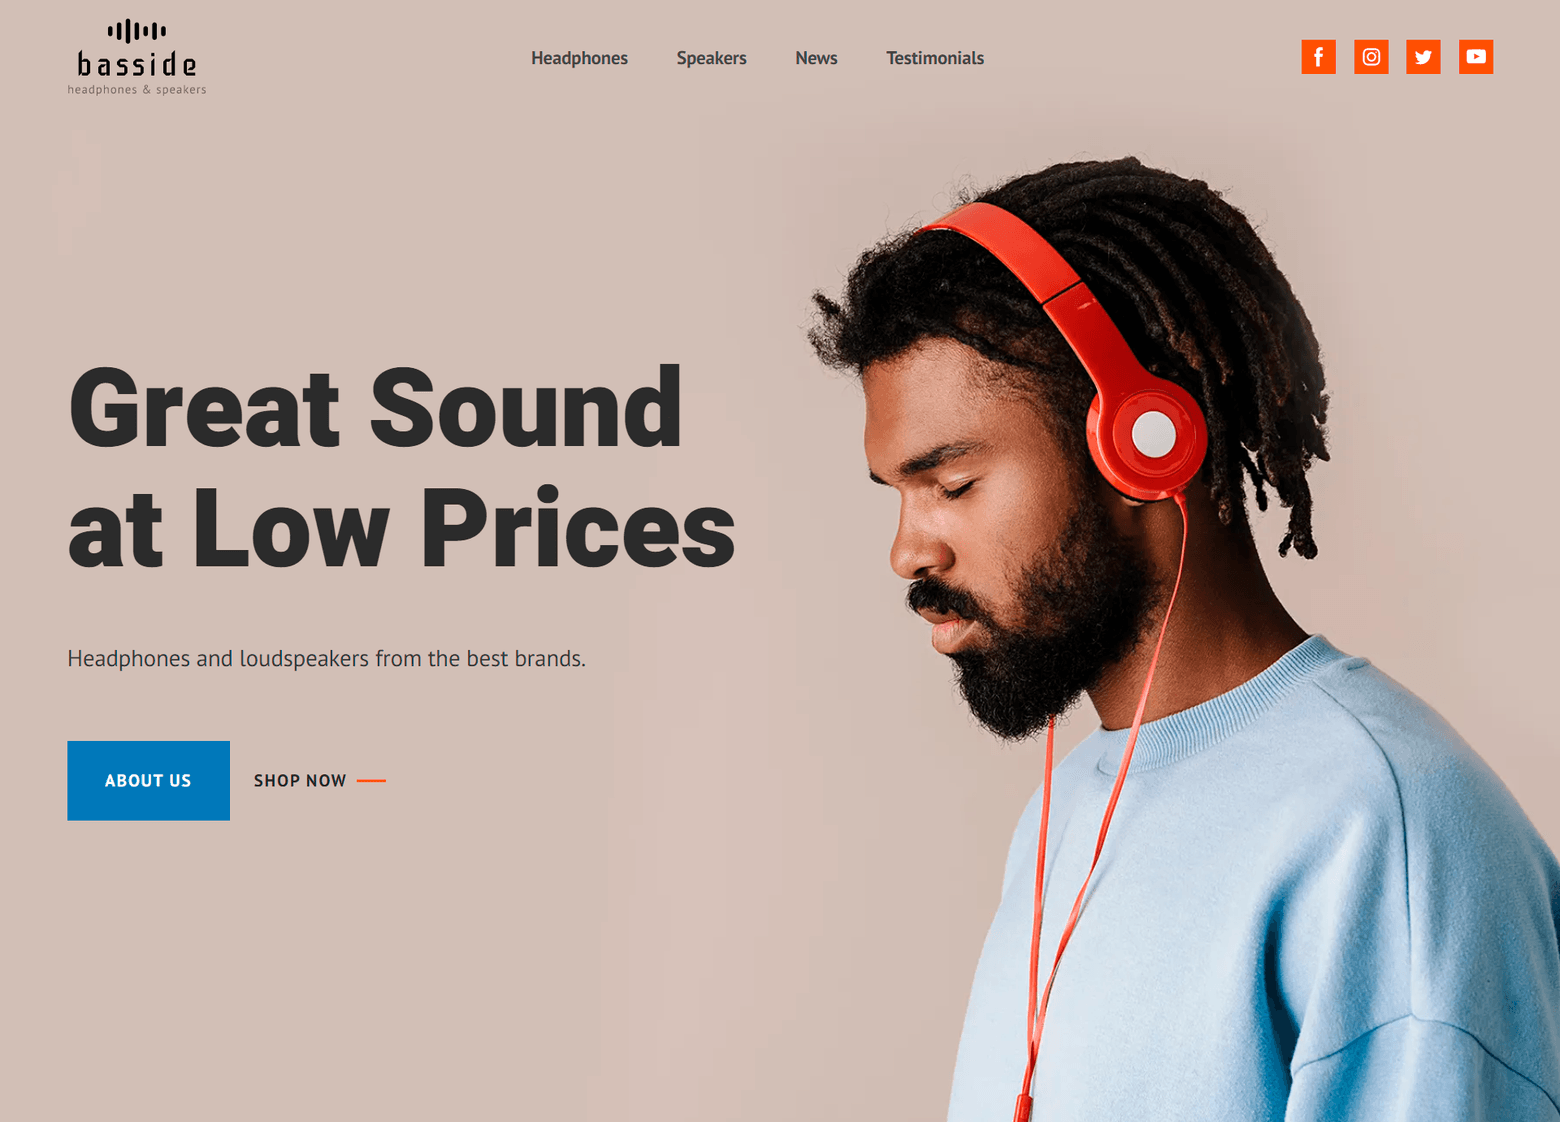 basside
headphones & speakers
Headphones Speakers News Testimonials
Great Sound
at Low Prices
Headphones and loudspeakers from the best brands.
ABOUT US SHOP NOW